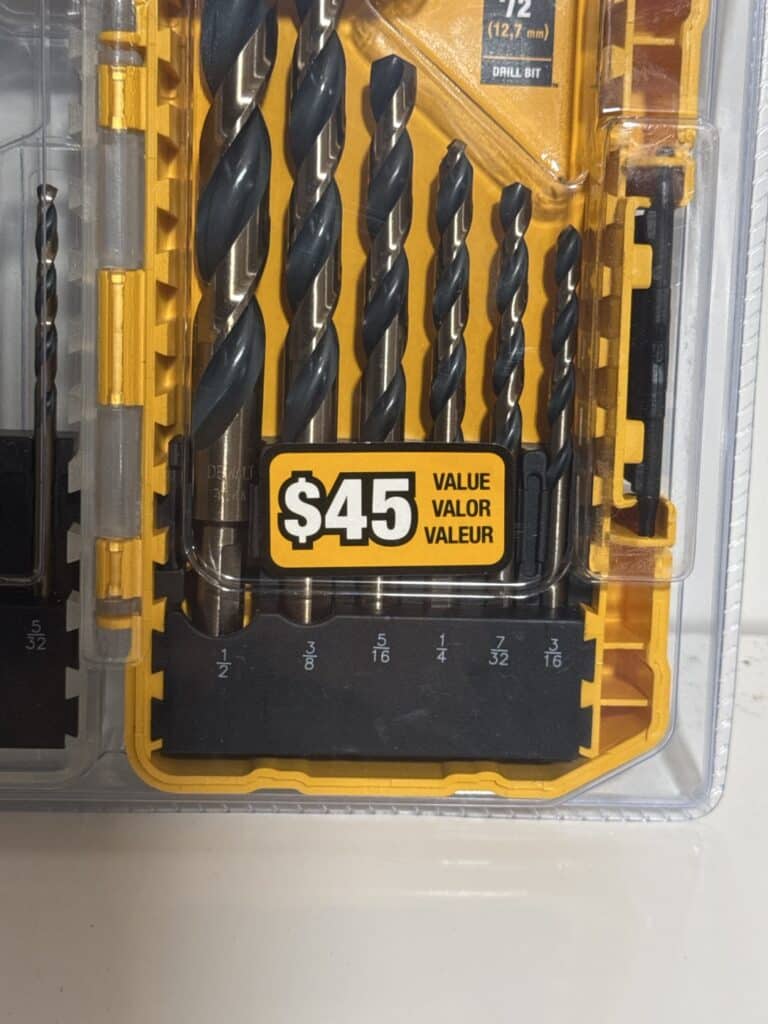 1/2
(12,7 mm)
DRILL BIT
$45
VALUE
VALOR
VALEUR
5/32
1/2
3/8
5/16
1/4
7/32
3/16